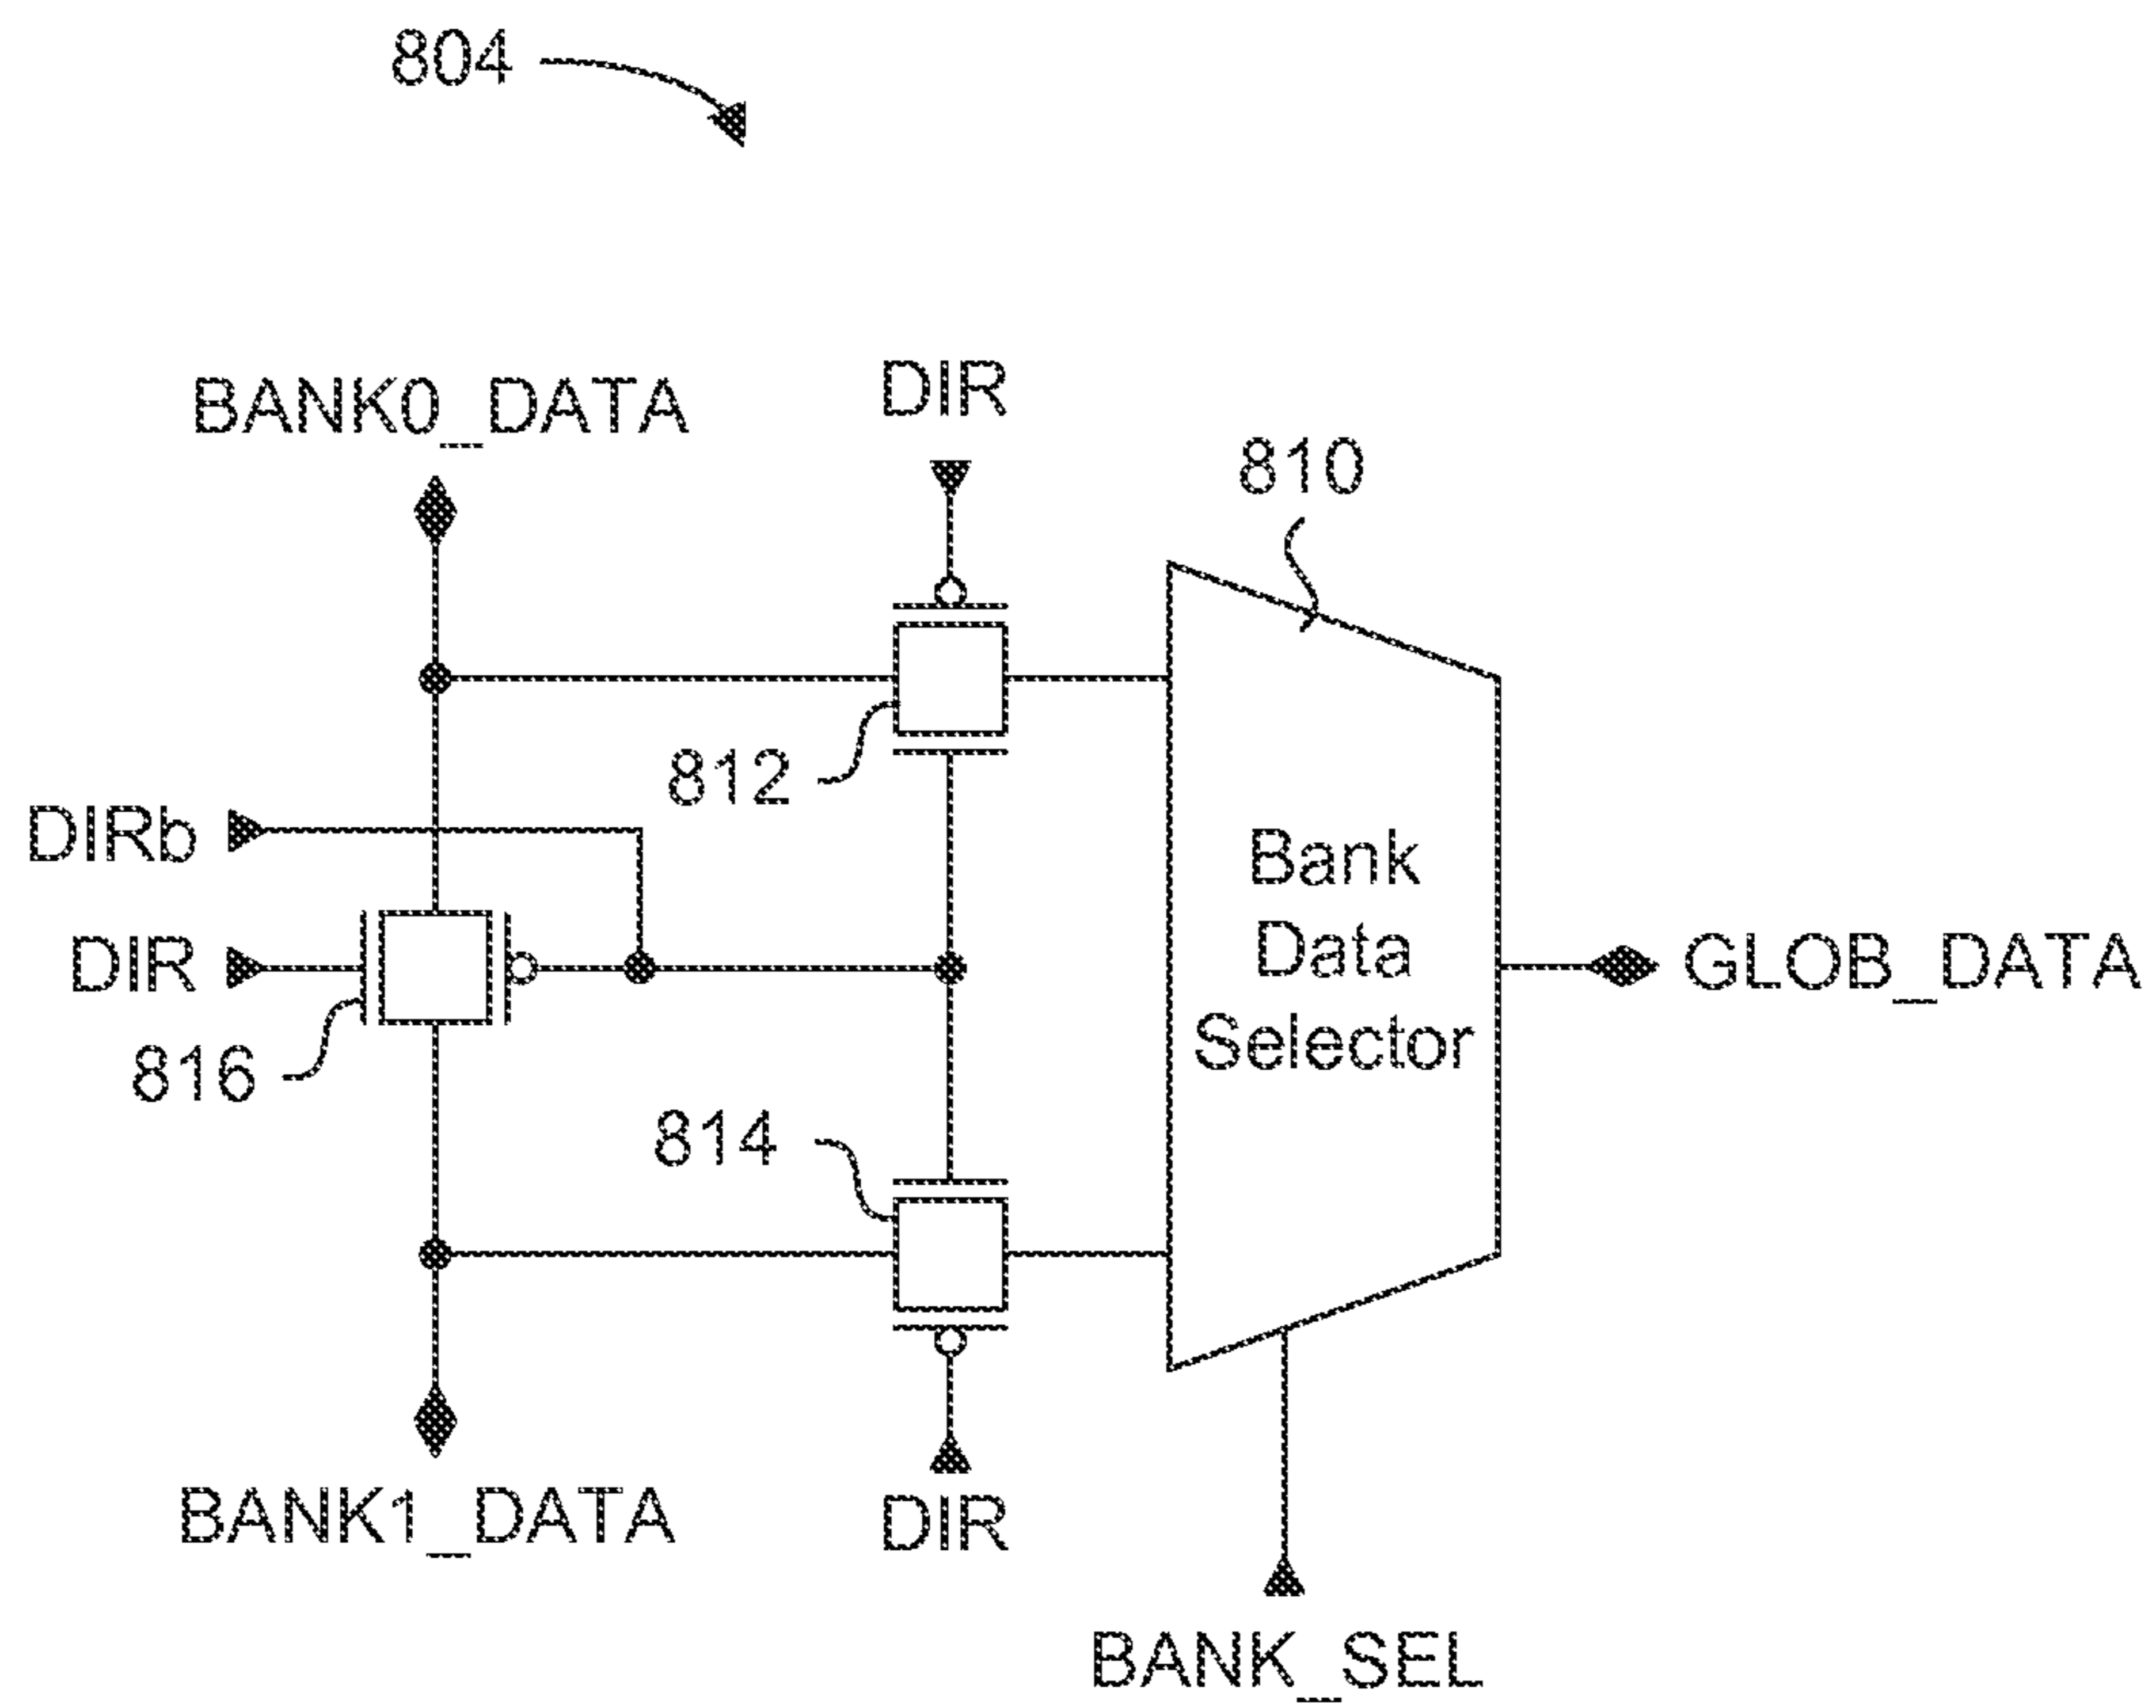 804
BANK0_DATA
DIR
810
812
DIRb
DIR
816
814
Bank
Data
Selector
GLOB_DATA
BANK1_DATA
DIR
BANK_SEL